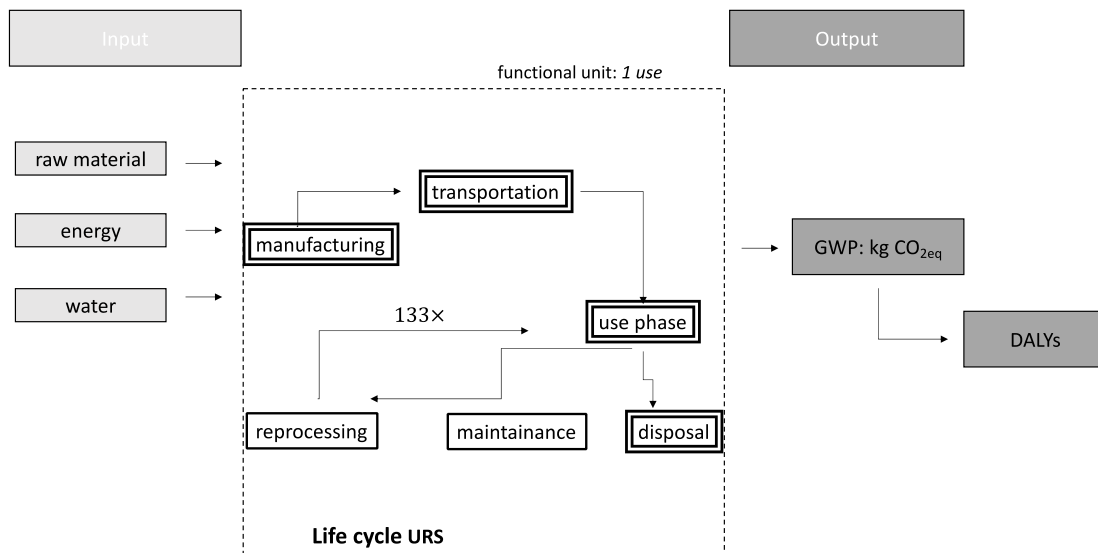 Input
Output
functional unit: 1 use
raw material
transportation
energy
manufacturing
GWP: kg CO2eq
water
133×
use phase
DALYs
reprocessing
maintainance
disposal
Life cycle URS